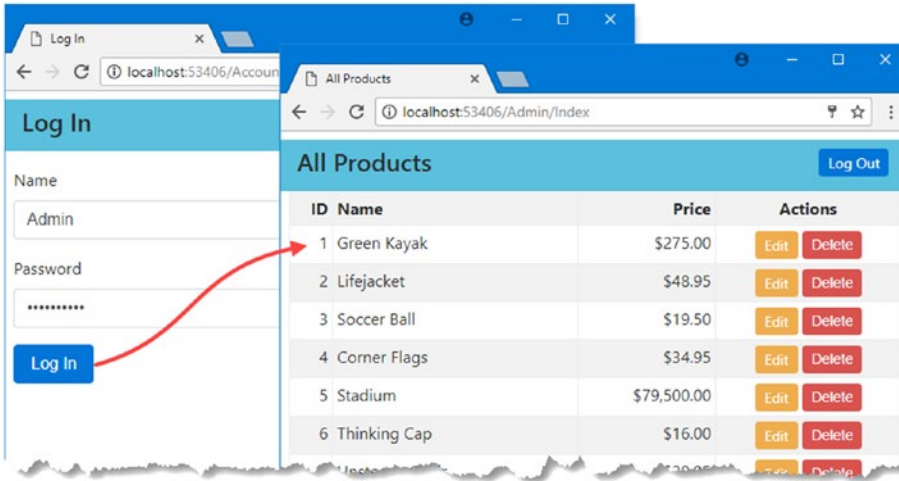 Log In
localhost:53406/Accoun
Log In
Name
Admin
Password
••••••••••
Log In
All Products
localhost:53406/Admin/Index
All Products
Log Out
ID Name Price Actions
1 Green Kayak $275.00 Edit Delete
2 Lifejacket $48.95 Edit Delete
3 Soccer Ball $19.50 Edit Delete
4 Corner Flags $34.95 Edit Delete
5 Stadium $79,500.00 Edit Delete
6 Thinking Cap $16.00 Edit Delete
Delete